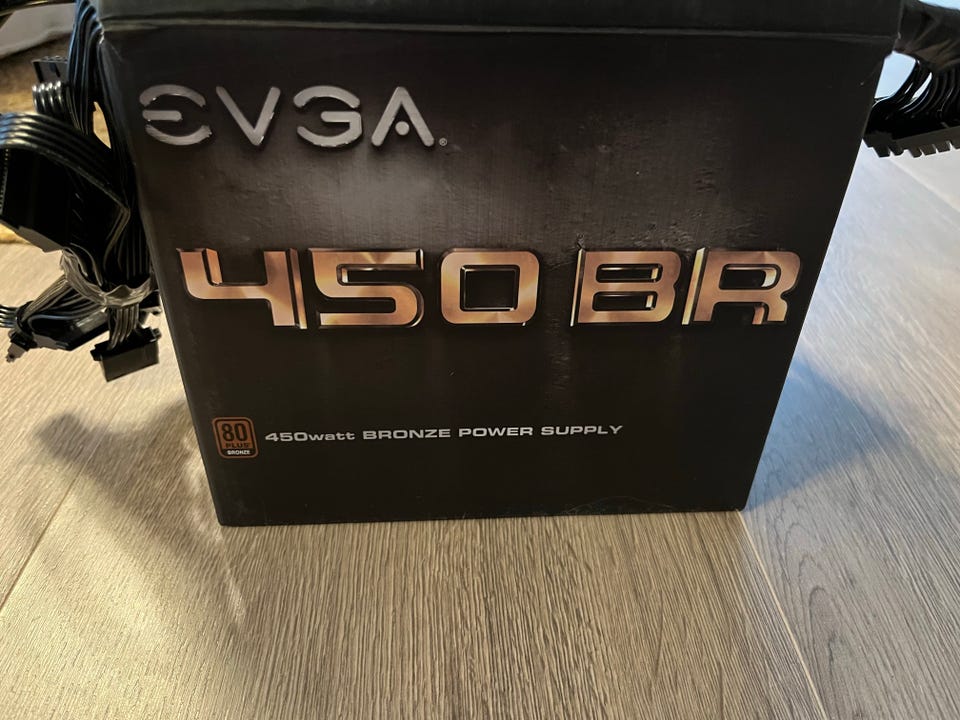 EVGA®
450 BR
80
PLUS®
BRONZE
450watt BRONZE POWER SUPPLY